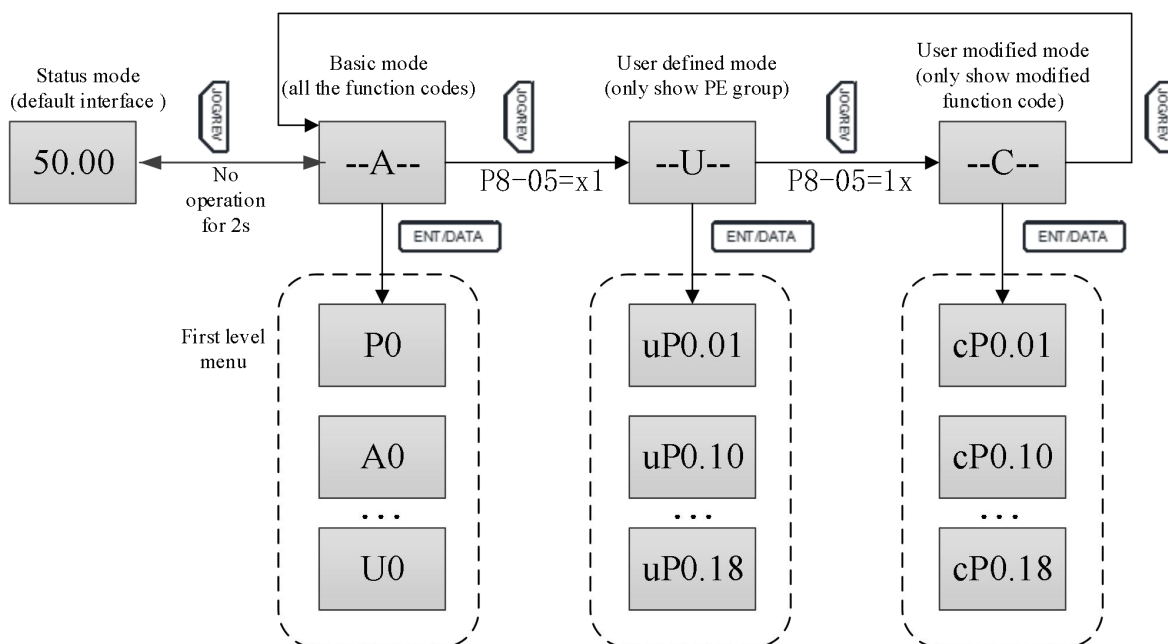 Status mode
(default interface )
Basic mode
(all the function codes)
User defined mode
(only show PE group)
User modified mode
(only show modified
function code)
JOG/REV
JOG/REV
JOG/REV
JOG/REV
50.00
--A--
--U--
--C--
No
operation
for 2s
P8-05=x1
P8-05=1x
ENT/DATA
ENT/DATA
ENT/DATA
First level
menu
P0
uP0.01
cP0.01
A0
uP0.10
cP0.10
...
...
...
U0
uP0.18
cP0.18